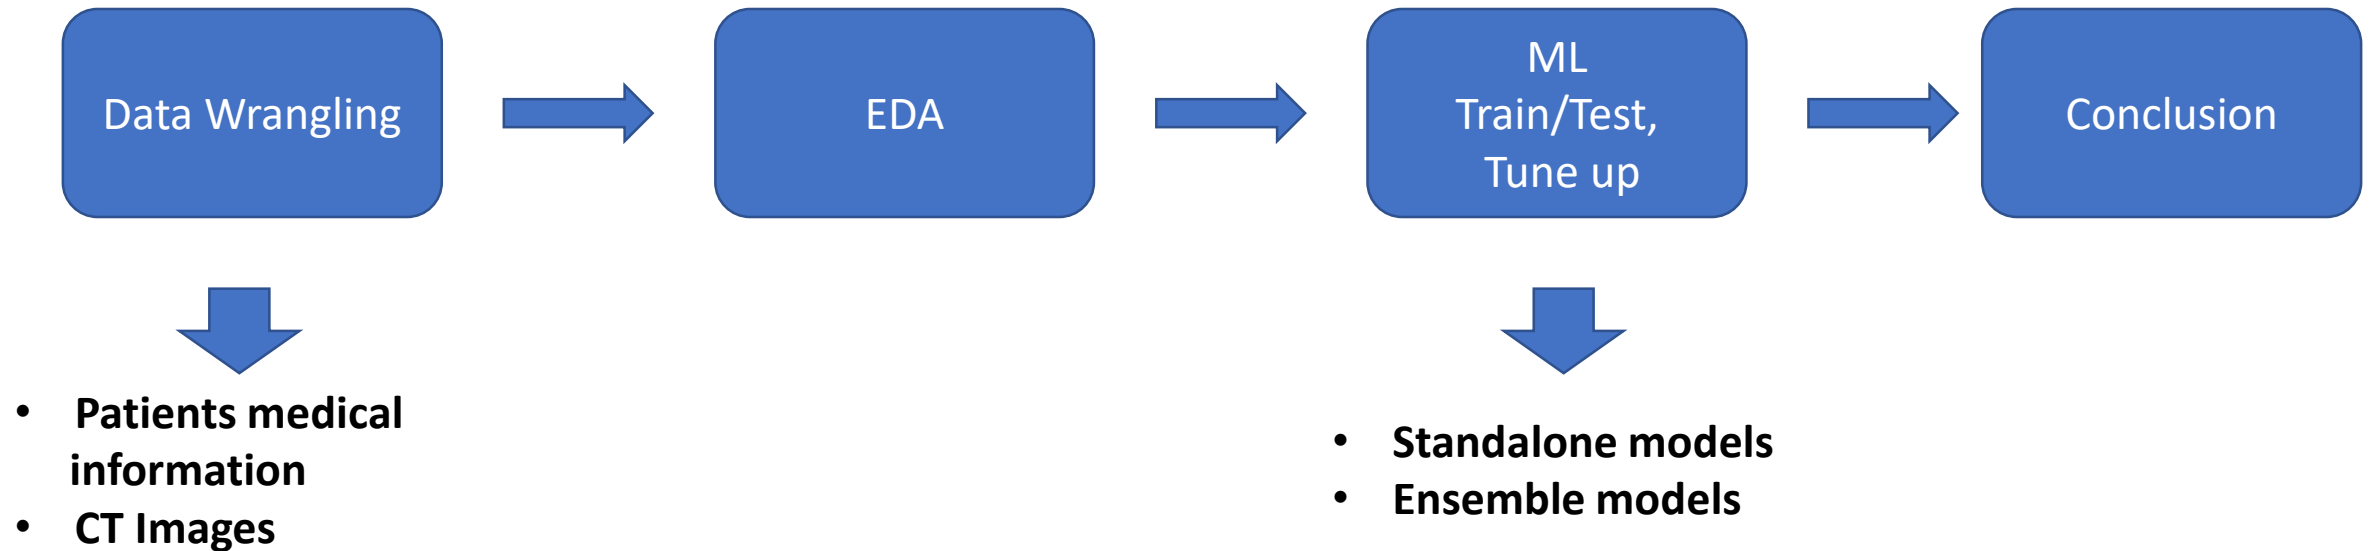 Data Wrangling
EDA
ML
Train/Test,
Tune up
Conclusion
• Patients medical
information
• CT Images
• Standalone models
• Ensemble models